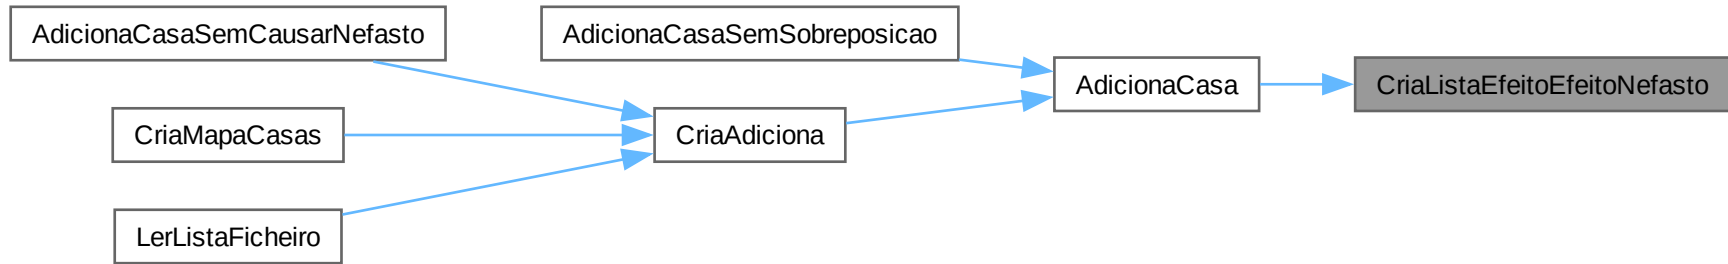 AdicionaCasaSemCausarNefasto
AdicionaCasaSemSobreposicao
AdicionaCasa
CriaListaEfeitoEfeitoNefasto
CriaMapaCasas
CriaAdiciona
LerListaFicheiro